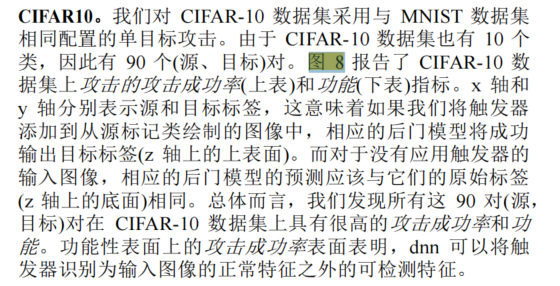 CIFAR10。我们对 CIFAR-10 数据集采用与 MNIST 数据集
相同配置的单目标攻击。由于 CIFAR-10 数据集也有 10 个
类，因此有 90 个(源、目标)对。图 8 报告了 CIFAR-10 数
据集上攻击的攻击成功率(上表)和功能(下表)指标。x 轴和
y 轴分别表示源和目标标签，这意味着如果我们将触发器
添加到从源标记类绘制的图像中，相应的后门模型将成功
输出目标标签(z 轴上的上表面)。而对于没有应用触发器的
输入图像，相应的后门模型的预测应该与它们的原始标签
(z 轴上的底面)相同。总体而言，我们发现所有这 90 对(源，
目标)对在 CIFAR-10 数据集上具有很高的攻击成功率和功
能。功能性表面上的攻击成功率表面表明，dnn 可以将触
发器识别为输入图像的正常特征之外的可检测特征。